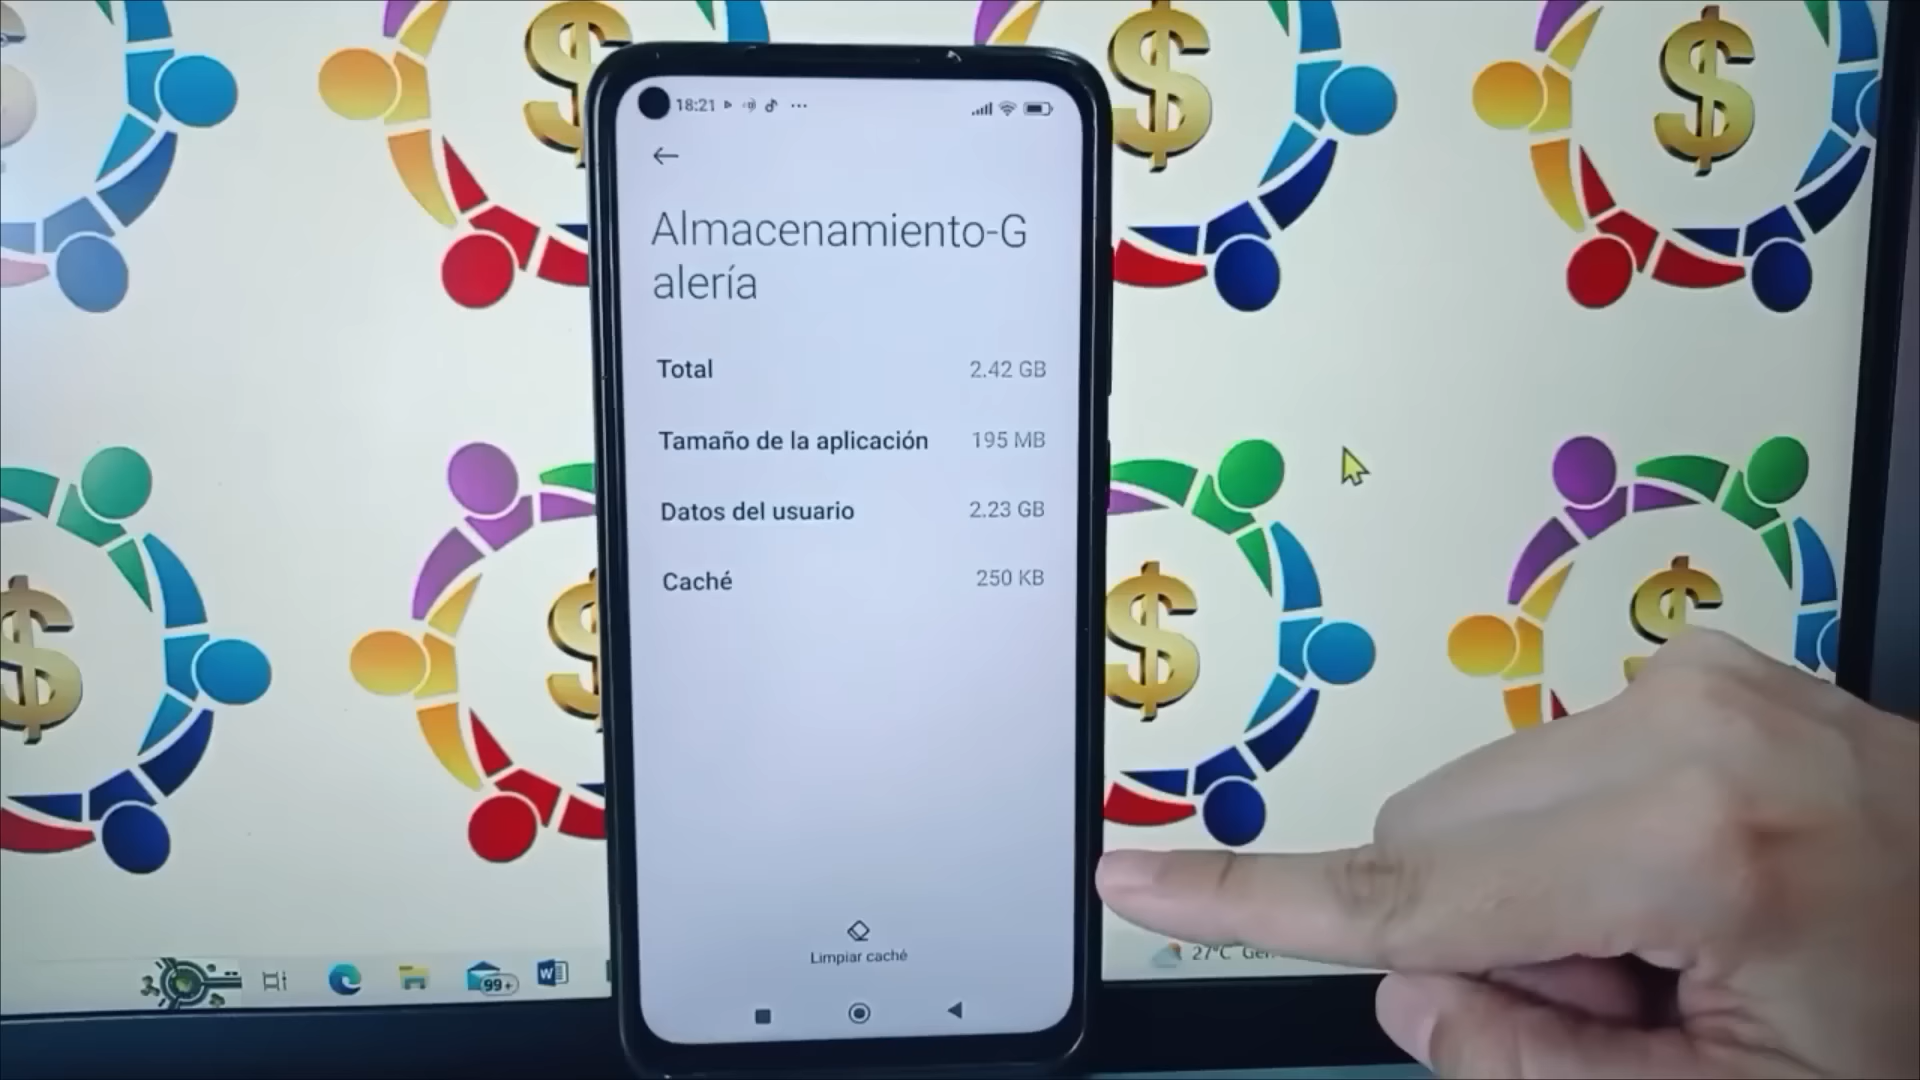 18:21
Almacenamiento-G
alería
Total 2.42 GB
Tamaño de la aplicación 195 MB
Datos del usuario 2.23 GB
Caché 250 KB
Limpiar caché
99+
W
27°C
$
$
$
$
$
$
$
$